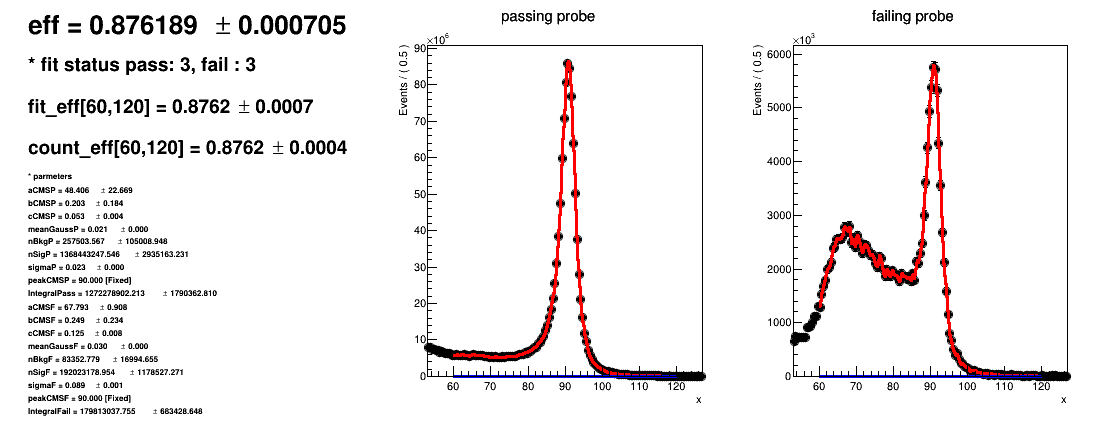 eff = 0.876189 ± 0.000705
* fit status pass: 3, fail : 3
fit_eff[60,120] = 0.8762 ± 0.0007
count_eff[60,120] = 0.8762 ± 0.0004
* parmeters
aCMSP = 48.406 ± 22.669
bCMSP = 0.203 ± 0.184
cCMSP = 0.053 ± 0.004
meanGaussP = 0.021 ± 0.000
nBkgP = 257503.567 ± 105008.948
nSigP = 1368443247.546 ± 2935163.231
sigmaP = 0.023 ± 0.000
peakCMSP = 90.000 [Fixed]
IntegralPass = 1272278902.213 ± 1790362.810
aCMSF = 67.793 ± 0.908
bCMSF = 0.249 ± 0.234
cCMSF = 0.125 ± 0.008
meanGaussF = 0.030 ± 0.000
nBkgF = 83352.779 ± 16994.655
nSigF = 192023178.954 ± 1178527.271
sigmaF = 0.089 ± 0.001
peakCMSF = 90.000 [Fixed]
IntegralFail = 179813037.755 ± 683428.648
passing probe
×10⁶
Events / ( 0.5 )
90
80
70
60
50
40
30
20
10
0
60 70 80 90 100 110 120
x
failing probe
×10³
Events / ( 0.5 )
6000
5000
4000
3000
2000
1000
0
60 70 80 90 100 110 120
x